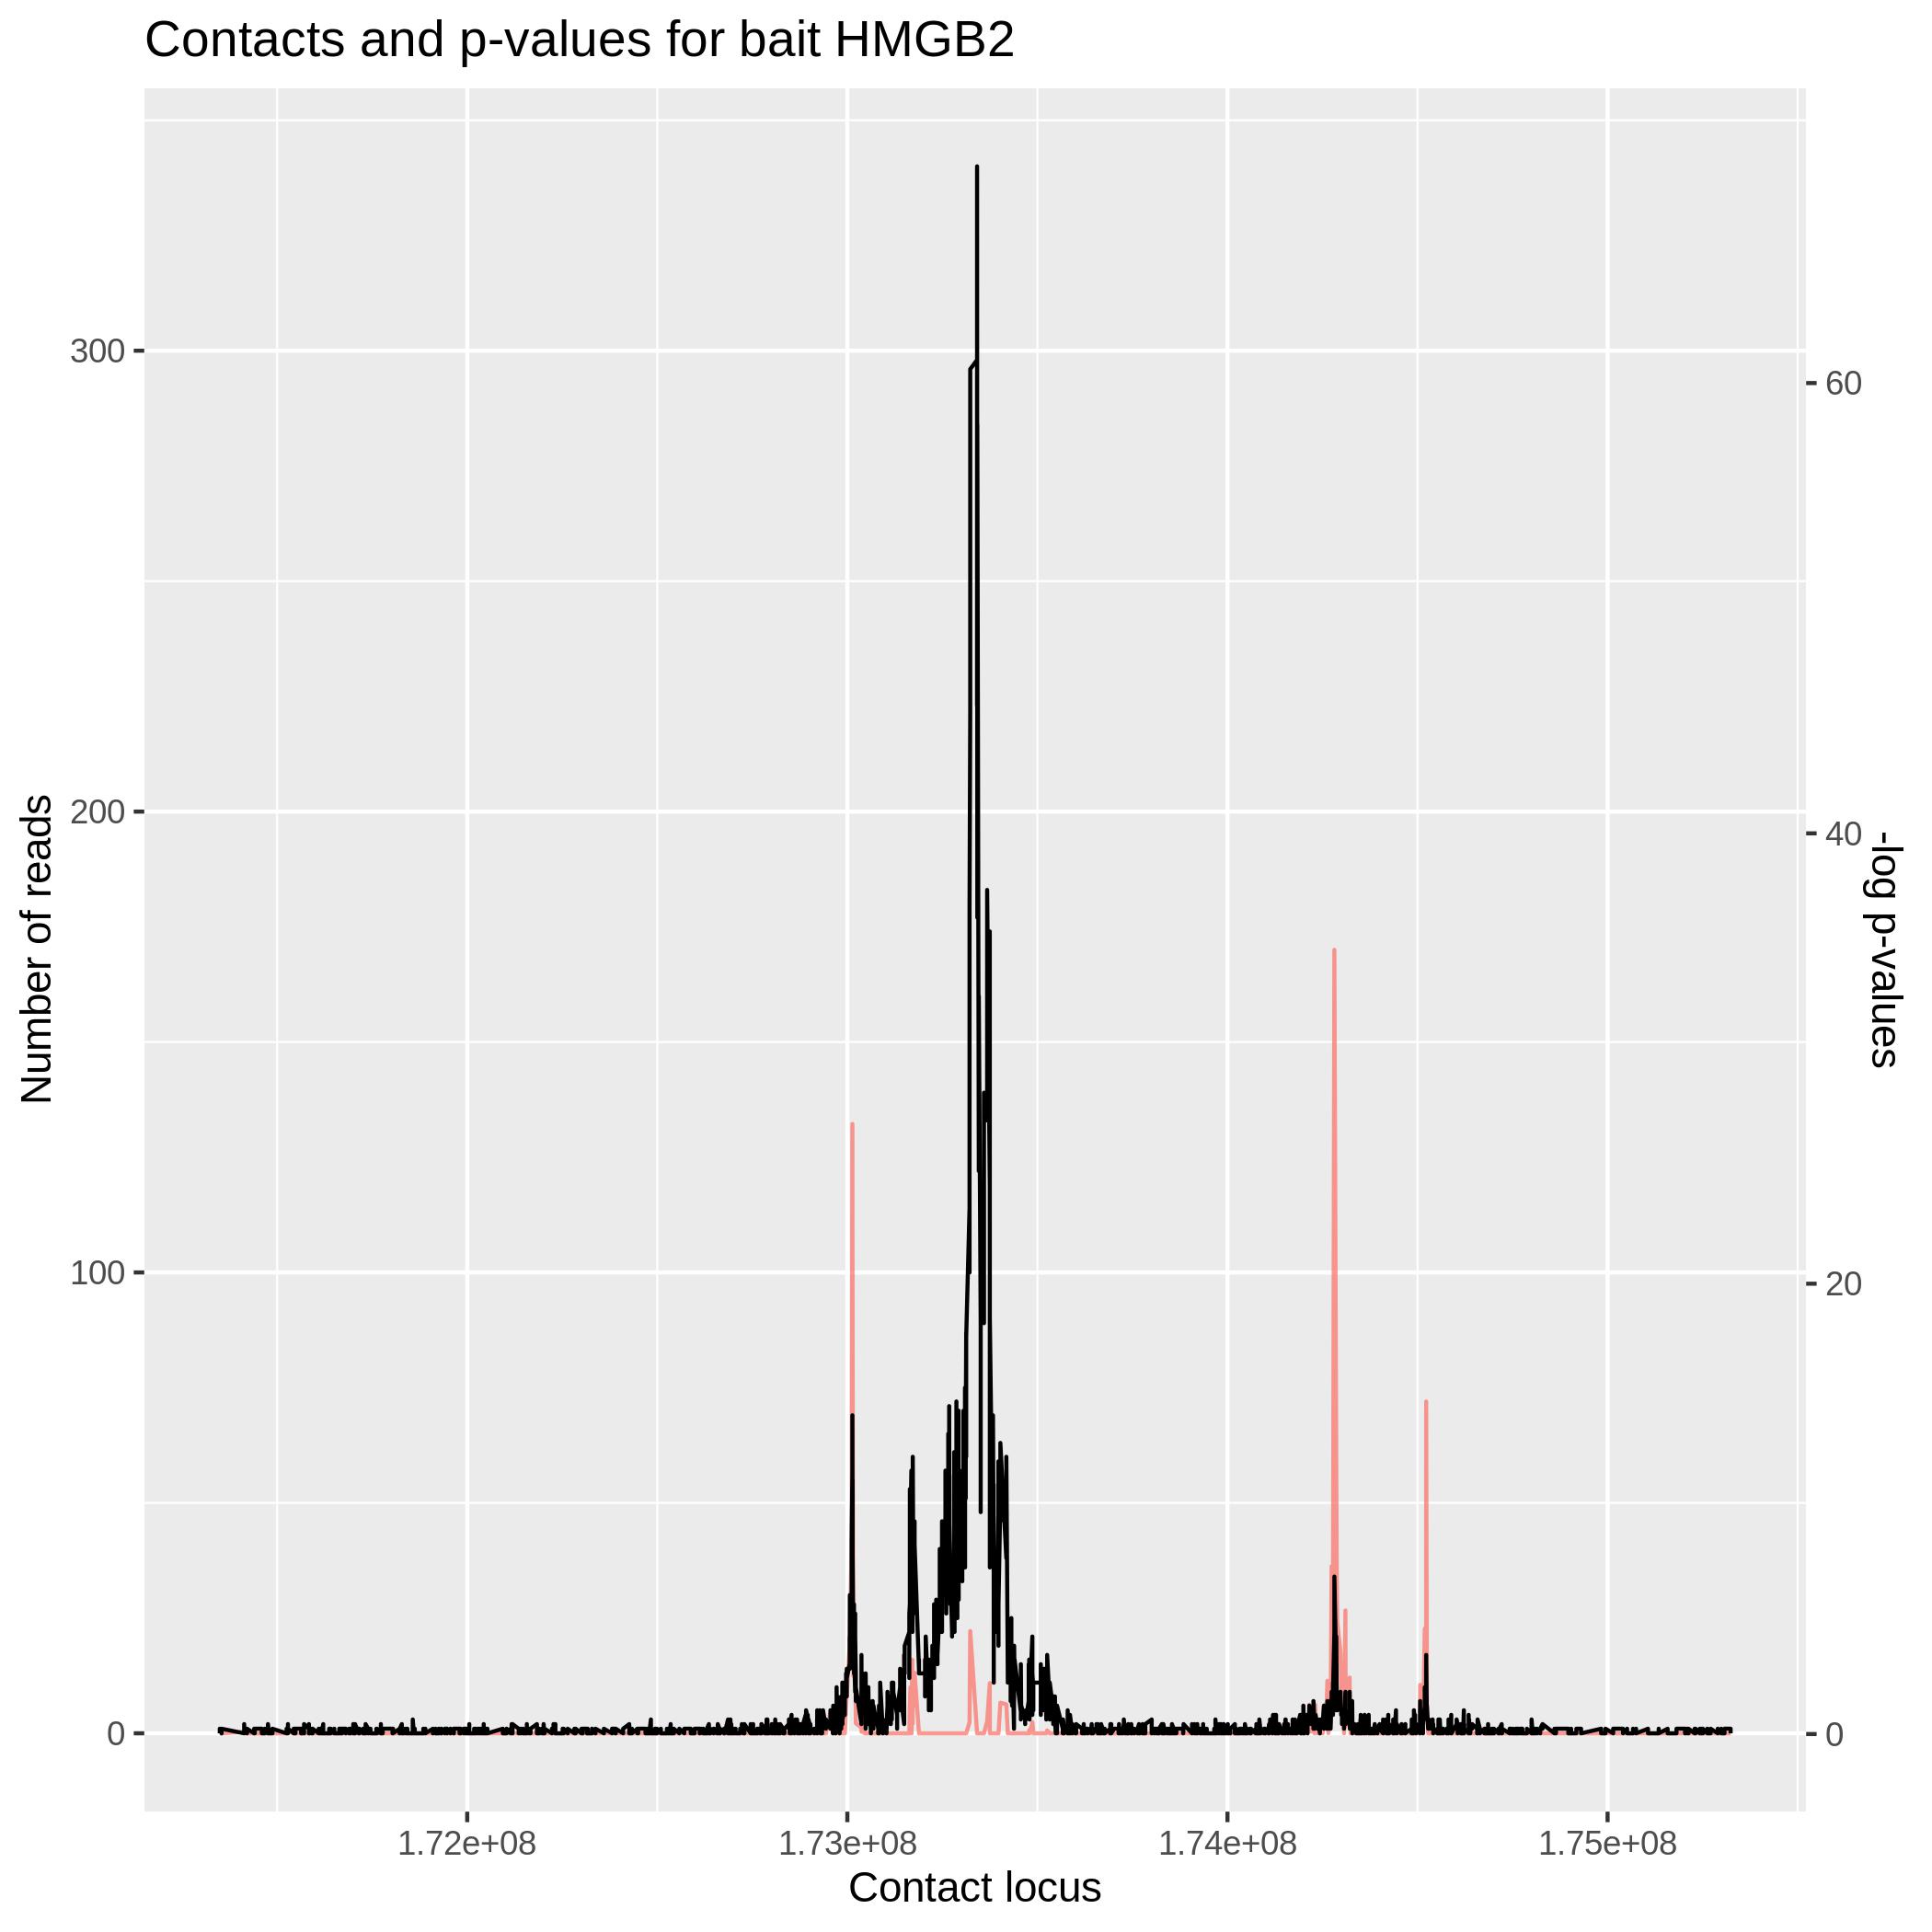 Contacts and p-values for bait HMGB2
300
200
100
0
Number of reads
60
40
20
0
-log p-values
1.72e+08
1.73e+08
1.74e+08
1.75e+08
Contact locus